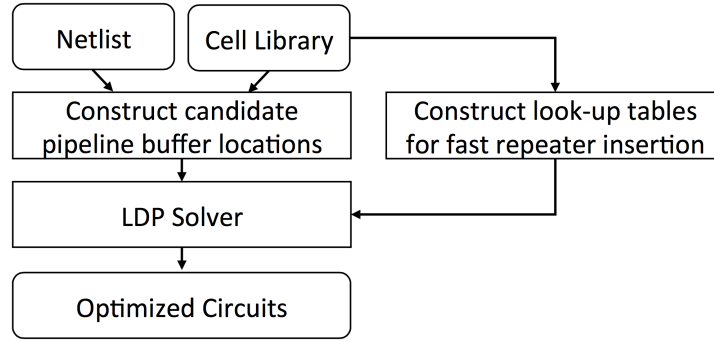 Netlist
Cell Library
Construct candidate
pipeline buffer locations
Construct look-up tables
for fast repeater insertion
LDP Solver
Optimized Circuits